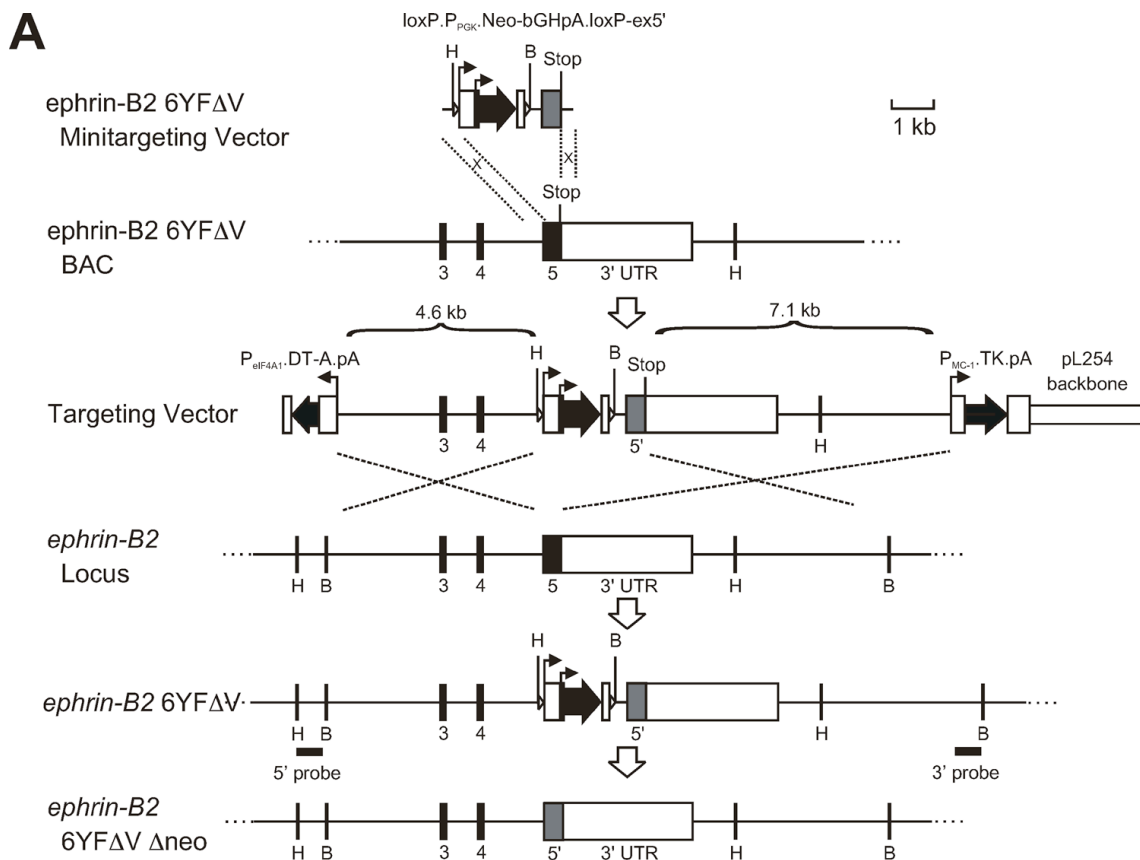 A
loxP.PPGK.Neo-bGHpA.loxP-ex5'
H B Stop
ephrin-B2 6YFΔV
Minitargeting Vector
1 kb
X X
Stop
ephrin-B2 6YFΔV
BAC
3 4 5 3' UTR H
4.6 kb 7.1 kb
PeIF4A1.DT-A.pA H B Stop PMC-1.TK.pA pL254
backbone
Targeting Vector
3 4 5' H
ephrin-B2
Locus
H B 3 4 5 3' UTR H B
H B
ephrin-B2 6YFΔV
H B 3 4 5' H B
5' probe 3' probe
ephrin-B2
6YFΔV Δneo
H B 3 4 5' 3' UTR H B